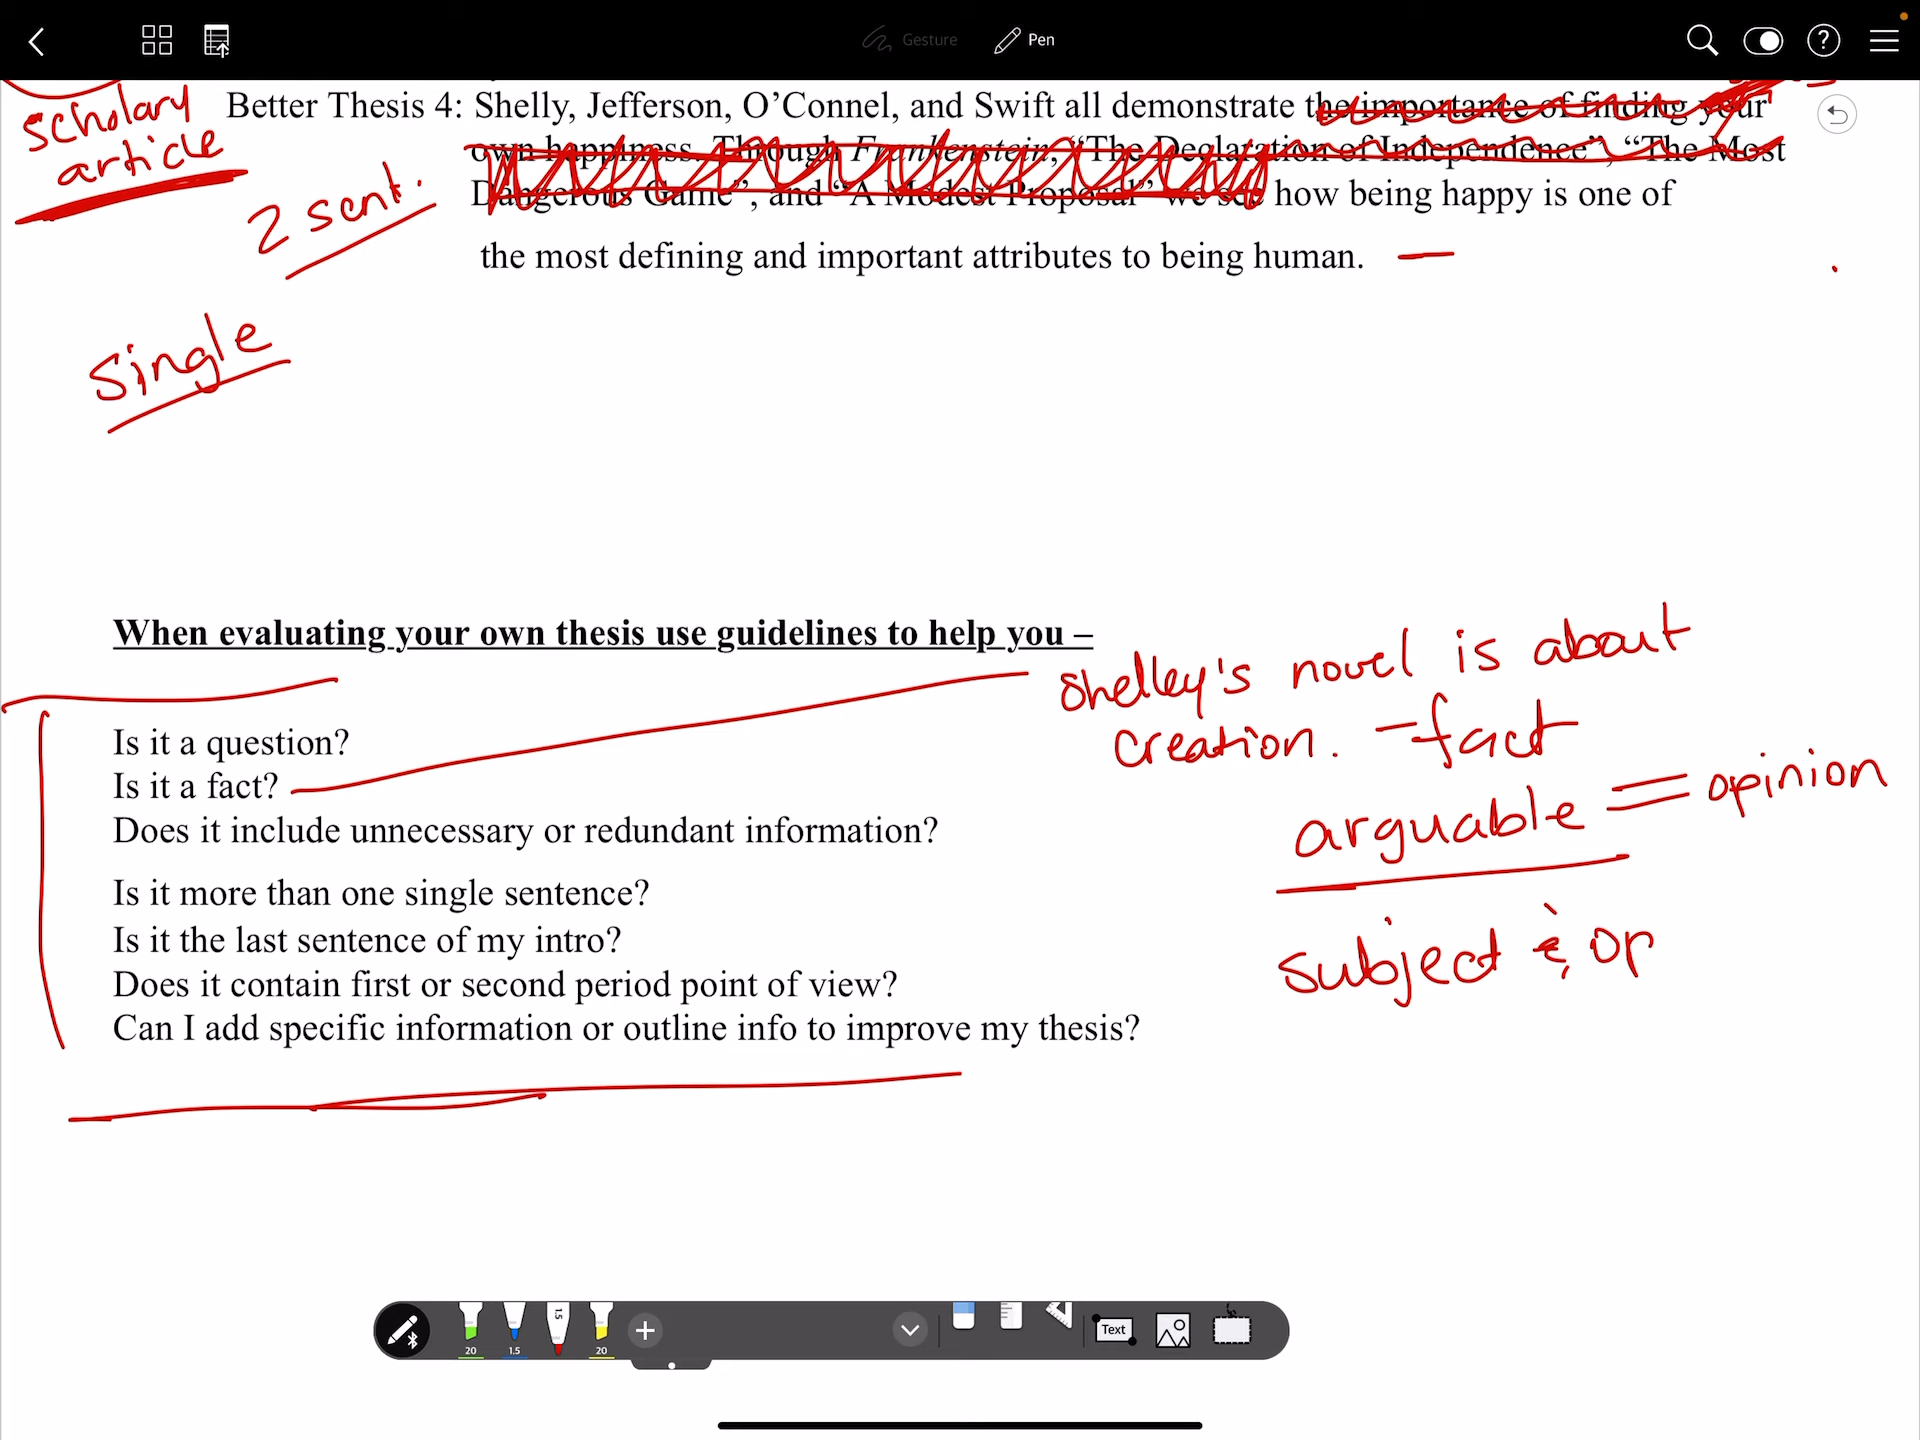 Gesture
Pen
scholary
article
Better Thesis 4: Shelly, Jefferson, O’Connel, and Swift all demonstrate the importance of finding your
own happiness. Through Frankenstein, “The Declaration of Independence”, “The Most
Dangerous Game”, and “A Modest Proposal” we see how being happy is one of
the most defining and important attributes to being human. —
2 sent.
Single
When evaluating your own thesis use guidelines to help you –
Is it a question?
Is it a fact?
Does it include unnecessary or redundant information?
Is it more than one single sentence?
Is it the last sentence of my intro?
Does it contain first or second period point of view?
Can I add specific information or outline info to improve my thesis?
Shelley's novel is about
creation. – fact
arguable = opinion
subject & op
20
1.5
1.5
20
Text